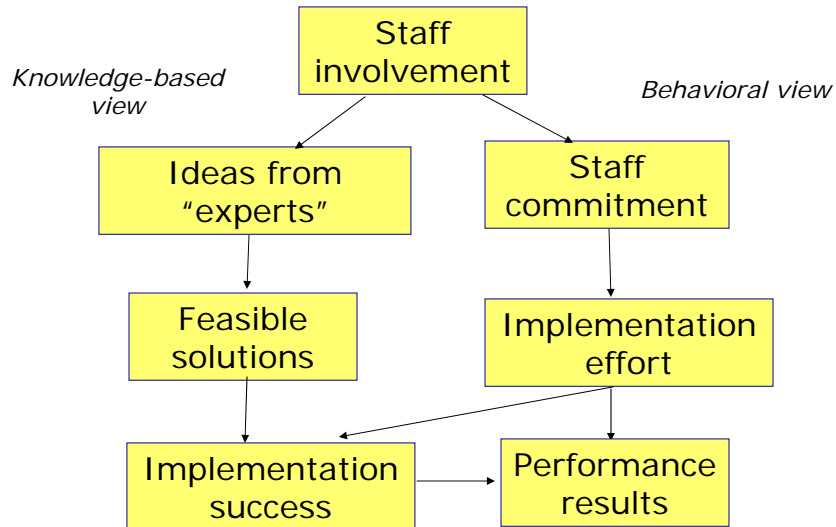 Staff
involvement
Knowledge-based
view
Behavioral view
Ideas from
“experts”
Staff
commitment
Feasible
solutions
Implementation
effort
Implementation
success
Performance
results